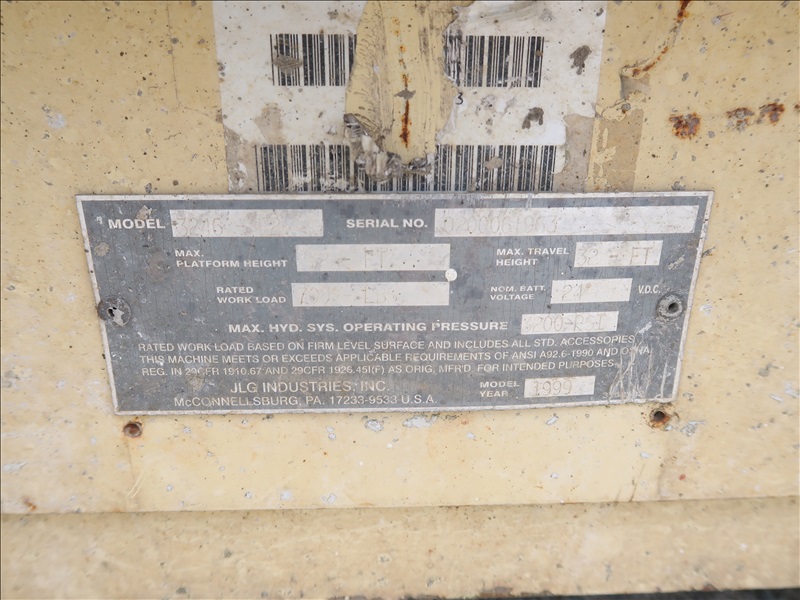 MODEL SERIAL NO.
MAX. PLATFORM HEIGHT FT. MAX. TRAVEL HEIGHT FT
RATED WORK LOAD NOM. BATT. VOLTAGE 24 V.D.C.
MAX. HYD. SYS. OPERATING PRESSURE
RATED WORK LOAD BASED ON FIRM LEVEL SURFACE AND INCLUDES ALL STD. ACCESSORIES
THIS MACHINE MEETS OR EXCEEDS APPLICABLE REQUIREMENTS OF ANSI A92.6-1990 AND
REG. IN 29CFR 1910.67 AND 29CFR 1926.451(F) AS ORIG. MFR'D. FOR INTENDED PURPOSES.
JLG INDUSTRIES, INC. MODEL YEAR 1999
McCONNELLSBURG, PA. 17233-9533 U.S.A.